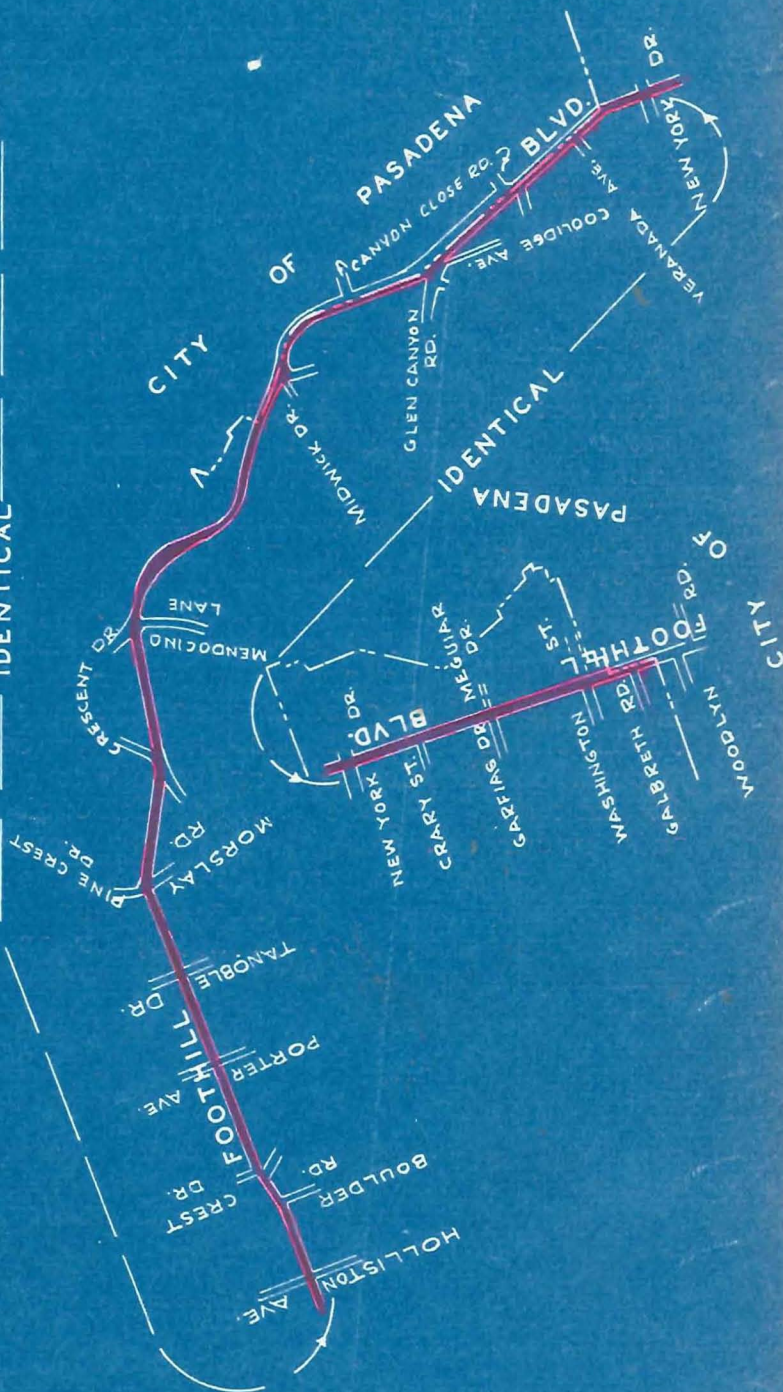 IDENTICAL
CITY OF PASADENA
NEW YORK DR.
BLVD.
VERANADA AVE.
COOLIDGE AVE.
CANYON CLOSE RD.
GLEN CANYON RD.
MIDWICK DR.
MENDOCINO LANE
CRESCENT DR.
MORSLAY RD.
PINE CREST DR.
TANOBLE DR.
FOOTHILL
PORTER AVE.
CREST DR.
BOULDER RD.
HOLLISTON AVE.
IDENTICAL
CITY OF PASADENA
FOOTHILL BLVD.
NEW YORK DR.
CRARY ST.
MEGUIAR DR.
GARFIAS DR.
WASHINGTON ST.
GALBRETH RD.
WOODLYN RD.